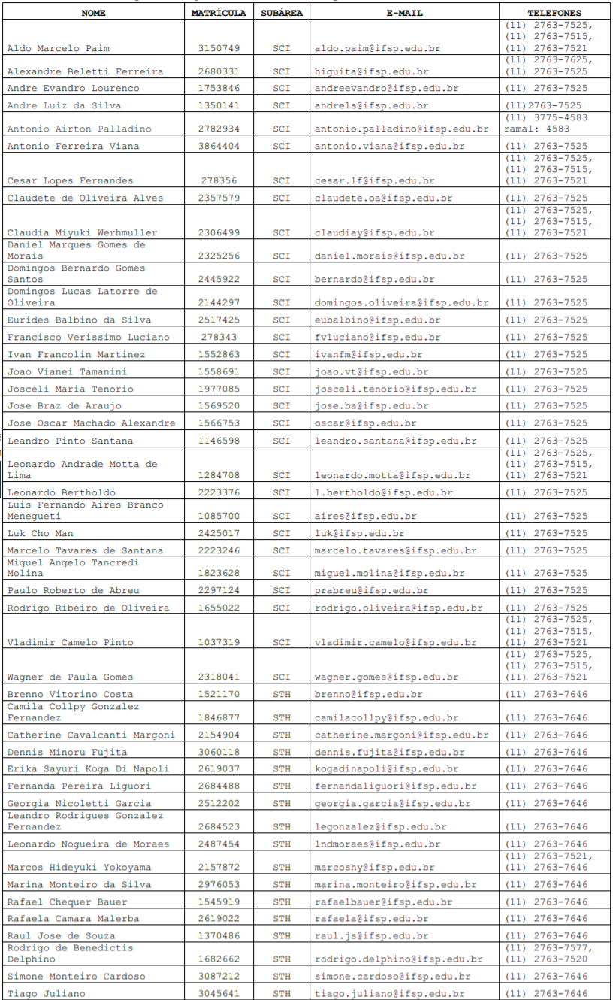 NOME MATRÍCULA SUBÁREA E-MAIL TELEFONES
(11) 2763-7525,
(11) 2763-7515,
Aldo Marcelo Paim 3150749 SCI aldo.paim@ifsp.edu.br (11) 2763-7521
(11) 2763-7625,
Alexandre Beletti Ferreira 2680331 SCI higuita@ifsp.edu.br (11) 2763-7525
Andre Evandro Lourenco 1753846 SCI andreevandro@ifsp.edu.br (11) 2763-7525
Andre Luiz da Silva 1350141 SCI andrels@ifsp.edu.br (11)2763-7525
(11) 3775-4583
Antonio Airton Palladino 2782934 SCI antonio.palladino@ifsp.edu.br ramal: 4583
Antonio Ferreira Viana 3864404 SCI antonio.viana@ifsp.edu.br (11) 2763-7525
(11) 2763-7525,
(11) 2763-7515,
Cesar Lopes Fernandes 278356 SCI cesar.lf@ifsp.edu.br (11) 2763-7521
Claudete de Oliveira Alves 2357579 SCI claudete.oa@ifsp.edu.br (11) 2763-7525
(11) 2763-7525,
(11) 2763-7515,
Claudia Miyuki Werhmuller 2306499 SCI claudiay@ifsp.edu.br (11) 2763-7521
Daniel Marques Gomes de
Morais 2325256 SCI daniel.morais@ifsp.edu.br (11) 2763-7525
Domingos Bernardo Gomes
Santos 2445922 SCI bernardo@ifsp.edu.br (11) 2763-7525
Domingos Lucas Latorre de
Oliveira 2144297 SCI domingos.oliveira@ifsp.edu.br (11) 2763-7525
Eurides Balbino da Silva 2517425 SCI eubalbino@ifsp.edu.br (11) 2763-7525
Francisco Verissimo Luciano 278343 SCI fvluciano@ifsp.edu.br (11) 2763-7525
Ivan Francolin Martinez 1552863 SCI ivanfm@ifsp.edu.br (11) 2763-7525
Joao Vianei Tamanini 1558691 SCI joao.vt@ifsp.edu.br (11) 2763-7525
Josceli Maria Tenorio 1977085 SCI josceli.tenorio@ifsp.edu.br (11) 2763-7525
Jose Braz de Araujo 1569520 SCI jose.ba@ifsp.edu.br (11) 2763-7525
Jose Oscar Machado Alexandre 1566753 SCI oscar@ifsp.edu.br (11) 2763-7525
Leandro Pinto Santana 1146598 SCI leandro.santana@ifsp.edu.br (11) 2763-7525
(11) 2763-7525,
Leonardo Andrade Motta de (11) 2763-7515,
Lima 1284708 SCI leonardo.motta@ifsp.edu.br (11) 2763-7521
Leonardo Bertholdo 2223376 SCI l.bertholdo@ifsp.edu.br (11) 2763-7525
Luis Fernando Aires Branco
Menegueti 1085700 SCI aires@ifsp.edu.br (11) 2763-7525
Luk Cho Man 2425017 SCI luk@ifsp.edu.br (11) 2763-7525
Marcelo Tavares de Santana 2223246 SCI marcelo.tavares@ifsp.edu.br (11) 2763-7525
Miguel Angelo Tancredi
Molina 1823628 SCI miguel.molina@ifsp.edu.br (11) 2763-7525
Paulo Roberto de Abreu 2297124 SCI prabreu@ifsp.edu.br (11) 2763-7525
Rodrigo Ribeiro de Oliveira 1655022 SCI rodrigo.oliveira@ifsp.edu.br (11) 2763-7525
(11) 2763-7525,
(11) 2763-7515,
Vladimir Camelo Pinto 1037319 SCI vladimir.camelo@ifsp.edu.br (11) 2763-7521
(11) 2763-7525,
(11) 2763-7515,
Wagner de Paula Gomes 2318041 SCI wagner.gomes@ifsp.edu.br (11) 2763-7521
Brenno Vitorino Costa 1521170 STH brenno@ifsp.edu.br (11) 2763-7646
Camila Collpy Gonzalez
Fernandez 1846877 STH camilacollpy@ifsp.edu.br (11) 2763-7646
Catherine Cavalcanti Margoni 2154904 STH catherine.margoni@ifsp.edu.br (11) 2763-7646
Dennis Minoru Fujita 3060118 STH dennis.fujita@ifsp.edu.br (11) 2763-7646
Erika Sayuri Koga Di Napoli 2619037 STH kogadinapoli@ifsp.edu.br (11) 2763-7646
Fernanda Pereira Liguori 2684488 STH fernandaliguori@ifsp.edu.br (11) 2763-7646
Georgia Nicoletti Garcia 2512202 STH georgia.garcia@ifsp.edu.br (11) 2763-7646
Leandro Rodrigues Gonzalez
Fernandez 2684523 STH legonzalez@ifsp.edu.br (11) 2763-7646
Leonardo Nogueira de Moraes 2487454 STH lndmoraes@ifsp.edu.br (11) 2763-7646
(11) 2763-7521,
Marcos Hideyuki Yokoyama 2157872 STH marcoshy@ifsp.edu.br (11) 2763-7646
Marina Monteiro da Silva 2976053 STH marina.monteiro@ifsp.edu.br (11) 2763-7646
Rafael Chequer Bauer 1545919 STH rafaelbauer@ifsp.edu.br (11) 2763-7646
Rafaela Camara Malerba 2619022 STH rafaela@ifsp.edu.br (11) 2763-7646
Raul Jose de Souza 1370486 STH raul.js@ifsp.edu.br (11) 2763-7646
Rodrigo de Benedictis (11) 2763-7577,
Delphino 1682662 STH rodrigo.delphino@ifsp.edu.br (11) 2763-7520
Simone Monteiro Cardoso 3087212 STH simone.cardoso@ifsp.edu.br (11) 2763-7646
Tiago Juliano 3045641 STH tiago.juliano@ifsp.edu.br (11) 2763-7646